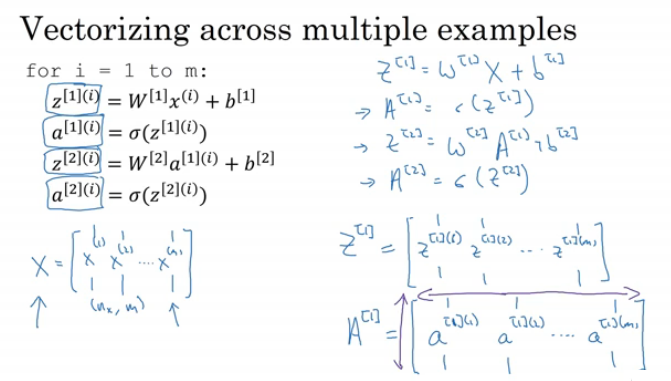 Vectorizing across multiple examples
for i = 1 to m:
z^{[1](i)} = W^{[1]}x^{(i)} + b^{[1]}
a^{[1](i)} = σ(z^{[1](i)})
z^{[2](i)} = W^{[2]}a^{[1](i)} + b^{[2]}
a^{[2](i)} = σ(z^{[2](i)})
Z^{[1]} = W^{[1]} X + b^{[1]}
→ A^{[1]} = σ(Z^{[1]})
→ Z^{[2]} = W^{[2]} A^{[1]} + b^{[2]}
→ A^{[2]} = σ(Z^{[2]})
X = [ x^{(1)} x^{(2)} ... x^{(m)} ]
(n_x, m)
Z^{[1]} = [ z^{[1](1)} z^{[1](2)} ... z^{[1](m)} ]
A^{[1]} = [ a^{[1](1)} a^{[1](2)} ... a^{[1](m)} ]